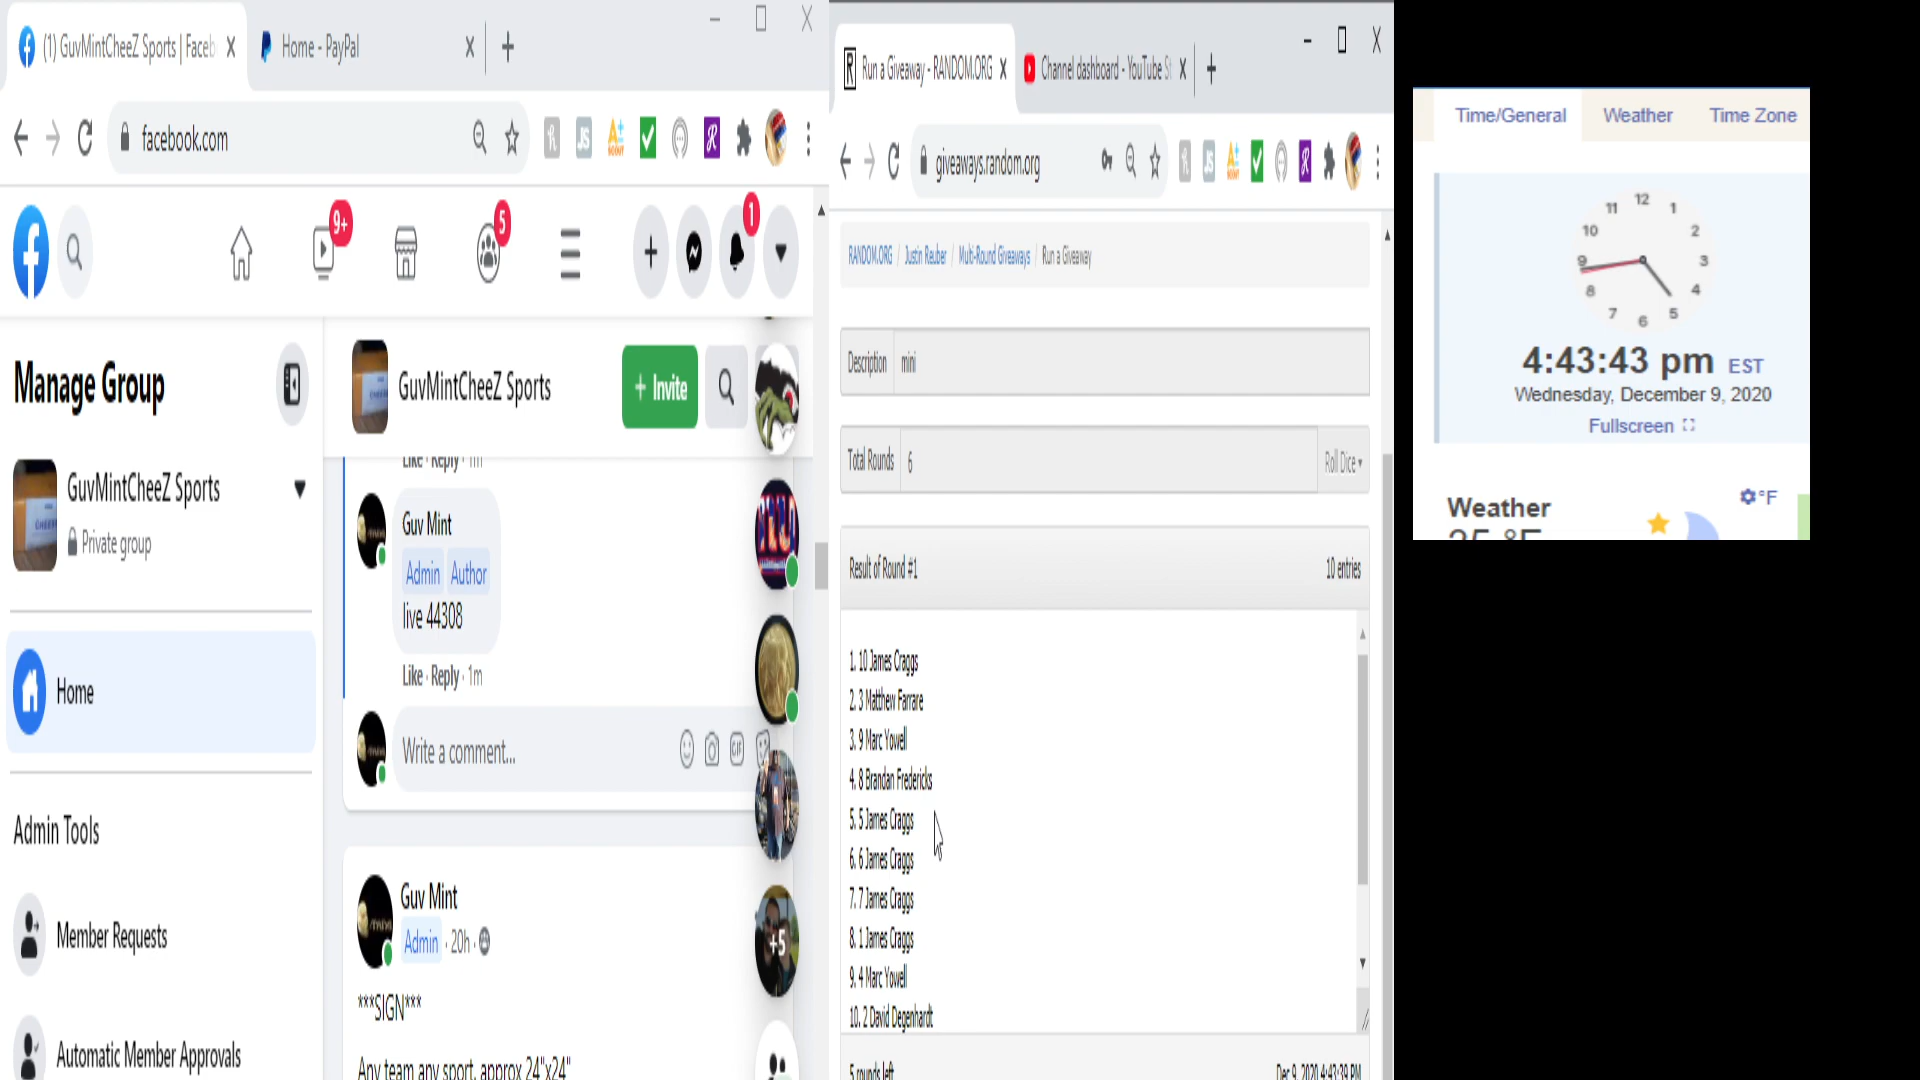 (1) GuvMintCheeZ Sports | Faceb
Home - PayPal
facebook.com
9+
5
1
Manage Group
GuvMintCheeZ Sports
Private group
Home
Admin Tools
Member Requests
Automatic Member Approvals
GuvMintCheeZ Sports
+ Invite
Like · Reply · 1m
Guv Mint
Admin Author
live 44308
Like · Reply · 1m
Write a comment...
GIF
Guv Mint
Admin · 20h ·
***SIGN***
Any team any sport, approx 24"x24"
+5
Run a Giveaway - RANDOM.ORG
Channel dashboard - YouTube S
giveaways.random.org
RANDOM.ORG / Justin Reuber / Multi-Round Giveaways / Run a Giveaway
Description mini
Total Rounds 6 Roll Dice
Result of Round #1 10 entries
1. 10 James Craggs
2. 3 Matthew Farrare
3. 9 Marc Yowell
4. 8 Brandan Fredericks
5. 5 James Craggs
6. 6 James Craggs
7. 7 James Craggs
8. 1 James Craggs
9. 4 Marc Yowell
10. 2 David Degenhardt
5 rounds left Dec 9, 2020 4:43:39 PM
Time/General Weather Time Zone
12
1
2
3
4
5
6
7
8
9
10
11
4:43:43 pm EST
Wednesday, December 9, 2020
Fullscreen
Weather
°F